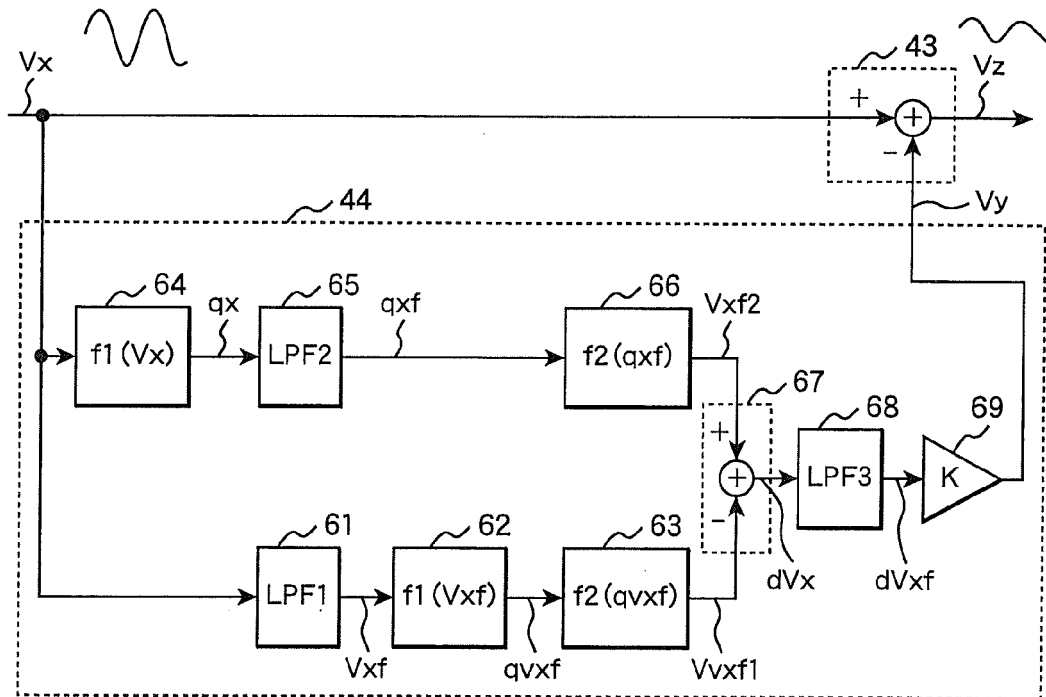 Vx
43
Vz
+
+
-
Vy
44
64
qx
65
qxf
66
Vxf2
f1(Vx)
LPF2
f2(qxf)
67
68
69
+
+
-
LPF3
K
dVx
dVxf
61
62
63
LPF1
f1(Vxf)
f2(qvxf)
Vxf
qvxf
Vvxf1